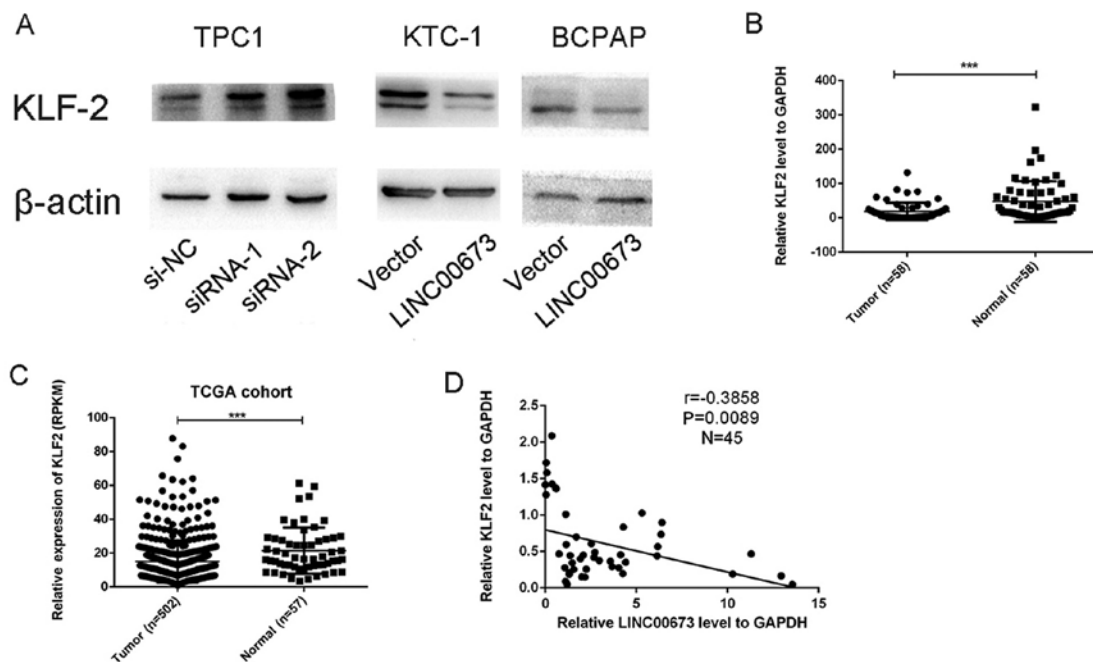 A
TPC1 KTC-1 BCPAP
KLF-2
β-actin
si-NC siRNA-1 siRNA-2 Vector LINC00673 Vector LINC00673
B
Relative KLF2 level to GAPDH
400
300
200
100
0
-100
***
Tumor (n=58) Normal (n=58)
C
TCGA cohort
***
Relative expression of KLF2 (RPKM)
100
80
60
40
20
0
Tumor (n=502) Normal (n=57)
D
r=-0.3858
P=0.0089
N=45
Relative KLF2 level to GAPDH
2.5
2.0
1.5
1.0
0.5
0.0
0 5 10 15
Relative LINC00673 level to GAPDH